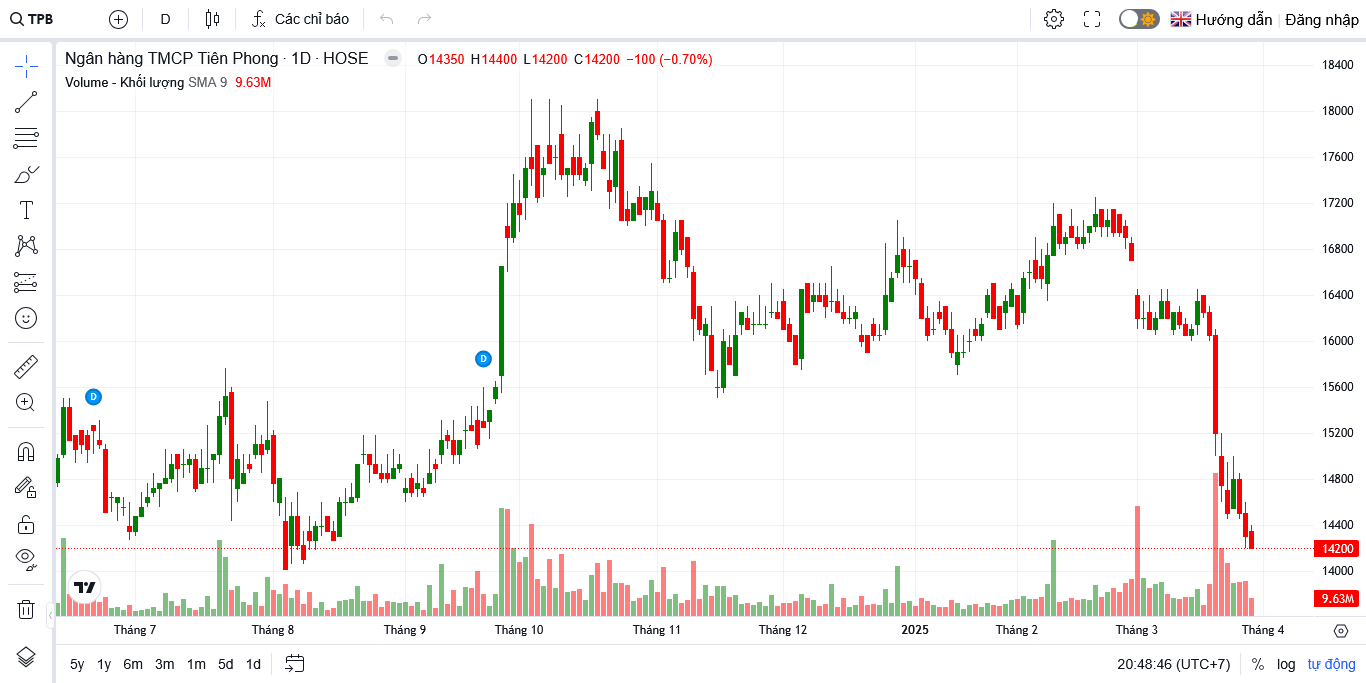 TPB D Các chỉ báo Hướng dẫn Đăng nhập
Ngân hàng TMCP Tiên Phong · 1D · HOSE O14350 H14400 L14200 C14200 −100 (−0.70%)
Volume - Khối lượng SMA 9 9.63M
18400
18000
17600
17200
16800
16400
16000
D
15600
D
15200
14800
14400
14200
14000
9.63M
Tháng 7 Tháng 8 Tháng 9 Tháng 10 Tháng 11 Tháng 12 2025 Tháng 2 Tháng 3 Tháng 4
5y 1y 6m 3m 1m 5d 1d 20:48:46 (UTC+7) % log tự động